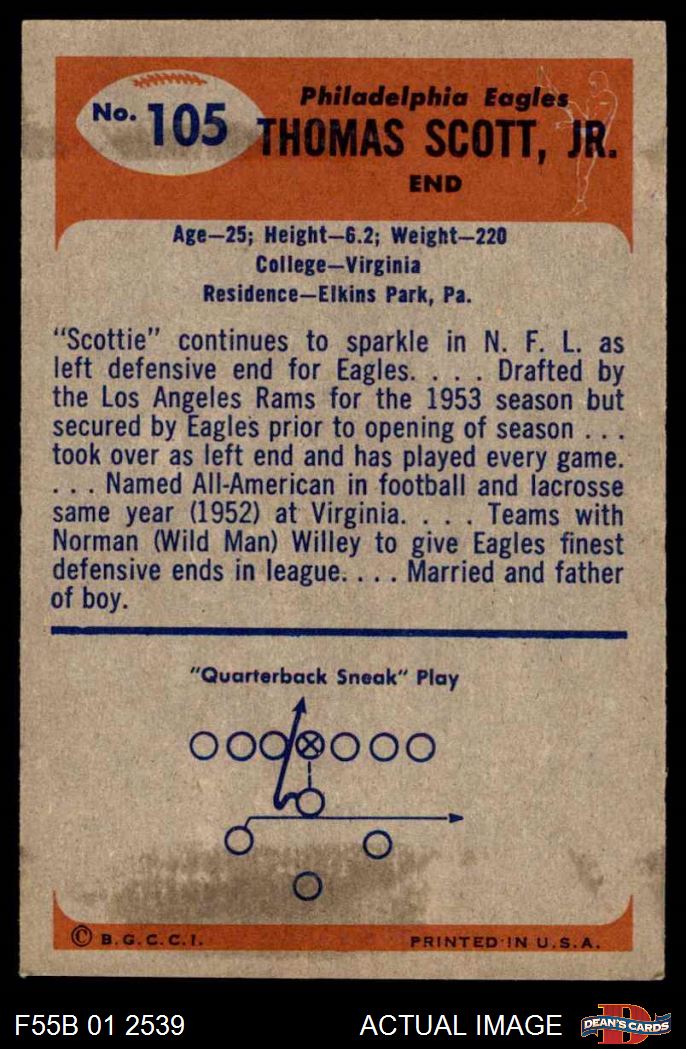 No. 105
Philadelphia Eagles
THOMAS SCOTT, JR.
END
Age—25; Height—6.2; Weight—220
College—Virginia
Residence—Elkins Park, Pa.
"Scottie" continues to sparkle in N. F. L. as
left defensive end for Eagles. . . . Drafted by
the Los Angeles Rams for the 1953 season but
secured by Eagles prior to opening of season . . .
took over as left end and has played every game.
. . . Named All-American in football and lacrosse
same year (1952) at Virginia. . . . Teams with
Norman (Wild Man) Willey to give Eagles finest
defensive ends in league. . . . Married and father
of boy.
"Quarterback Sneak" Play
© B.G.C.C.I.
PRINTED IN U.S.A.
F55B 01 2539
ACTUAL IMAGE
D
DEAN'S CARDS